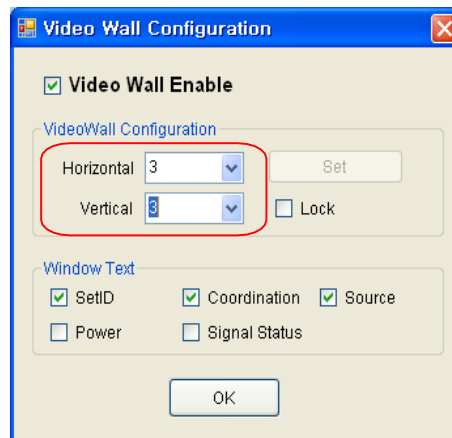 Video Wall Configuration
Video Wall Enable
VideoWall Configuration
Horizontal 3 Set
Vertical 3 Lock
Window Text
SetID Coordination Source
Power Signal Status
OK